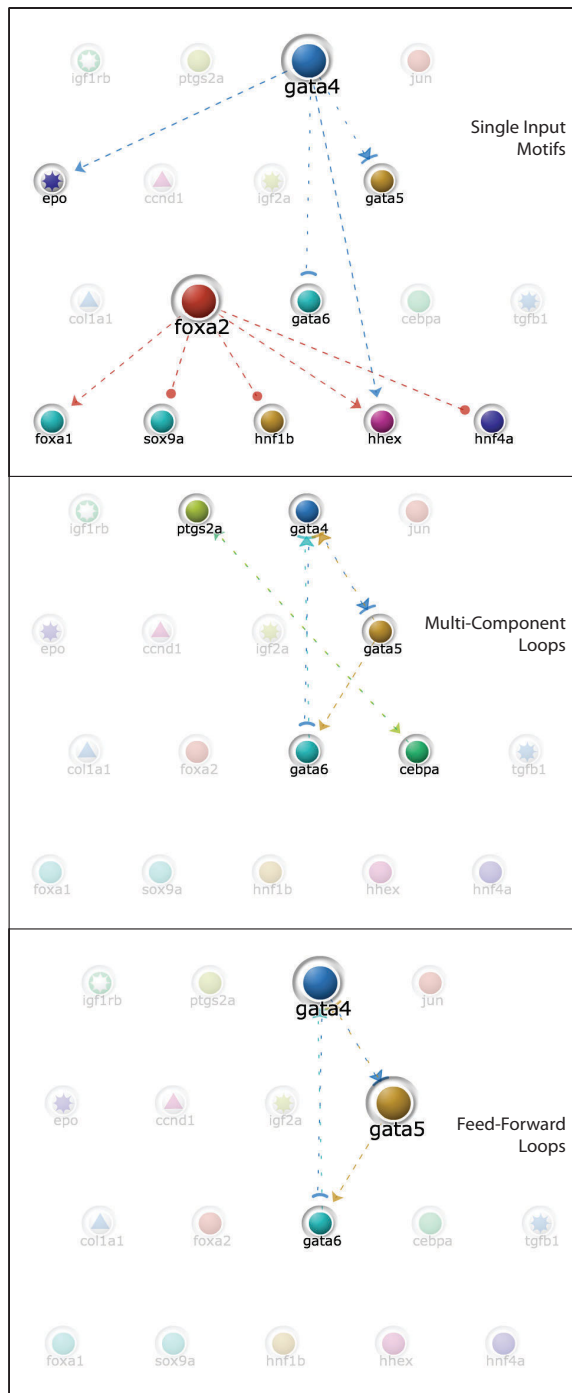 igf1rb ptgs2a gata4 jun
Single Input
Motifs
epo ccnd1 igf2a gata5
col1a1 foxa2 gata6 cebpa tgfb1
foxa1 sox9a hnf1b hhex hnf4a
igf1rb ptgs2a gata4 jun
Multi-Component
Loops
epo ccnd1 igf2a gata5
col1a1 foxa2 gata6 cebpa tgfb1
foxa1 sox9a hnf1b hhex hnf4a
igf1rb ptgs2a gata4 jun
epo ccnd1 igf2a gata5
Feed-Forward
Loops
col1a1 foxa2 gata6 cebpa tgfb1
foxa1 sox9a hnf1b hhex hnf4a